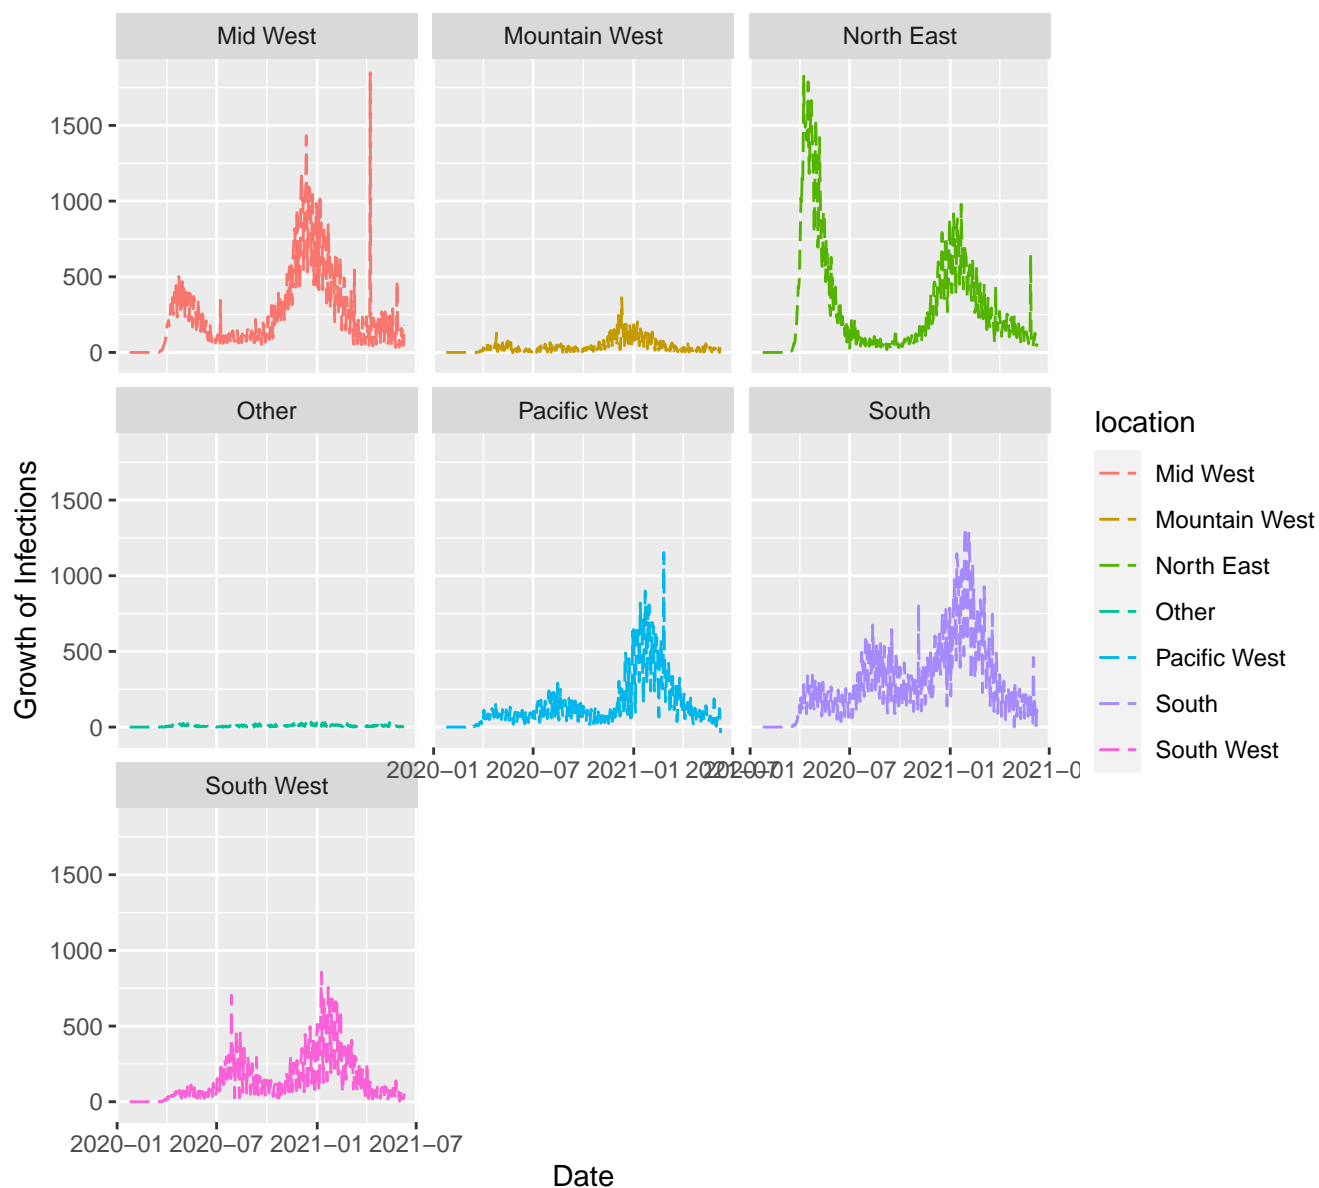 Mid West
Mountain West
North East
1500
1000
500
0
Other
Pacific West
South
1500
1000
500
0
2020−01 2020−07 2021−01
2020−07 2021−01
South West
1500
1000
500
0
2020−01 2020−07 2021−01 2021−07
Date
Growth of Infections
location
Mid West
Mountain West
North East
Other
Pacific West
South
South West